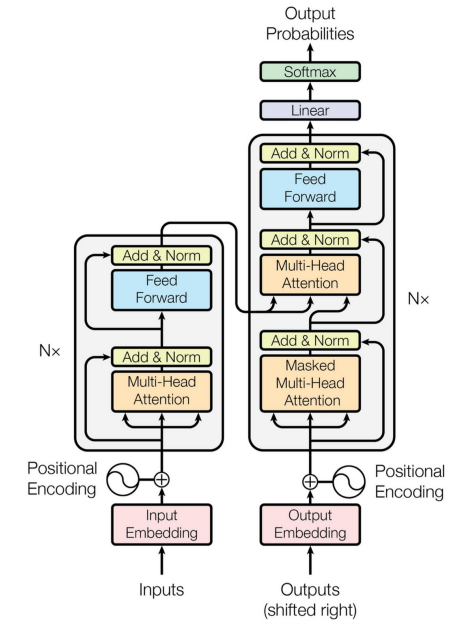 Output
Probabilities
Softmax
Linear
Add & Norm
Feed
Forward
Add & Norm
Multi-Head
Attention
Add & Norm
Masked
Multi-Head
Attention
N×
Add & Norm
Feed
Forward
N×
Add & Norm
Multi-Head
Attention
Positional
Encoding
Positional
Encoding
Input
Embedding
Output
Embedding
Inputs
Outputs
(shifted right)